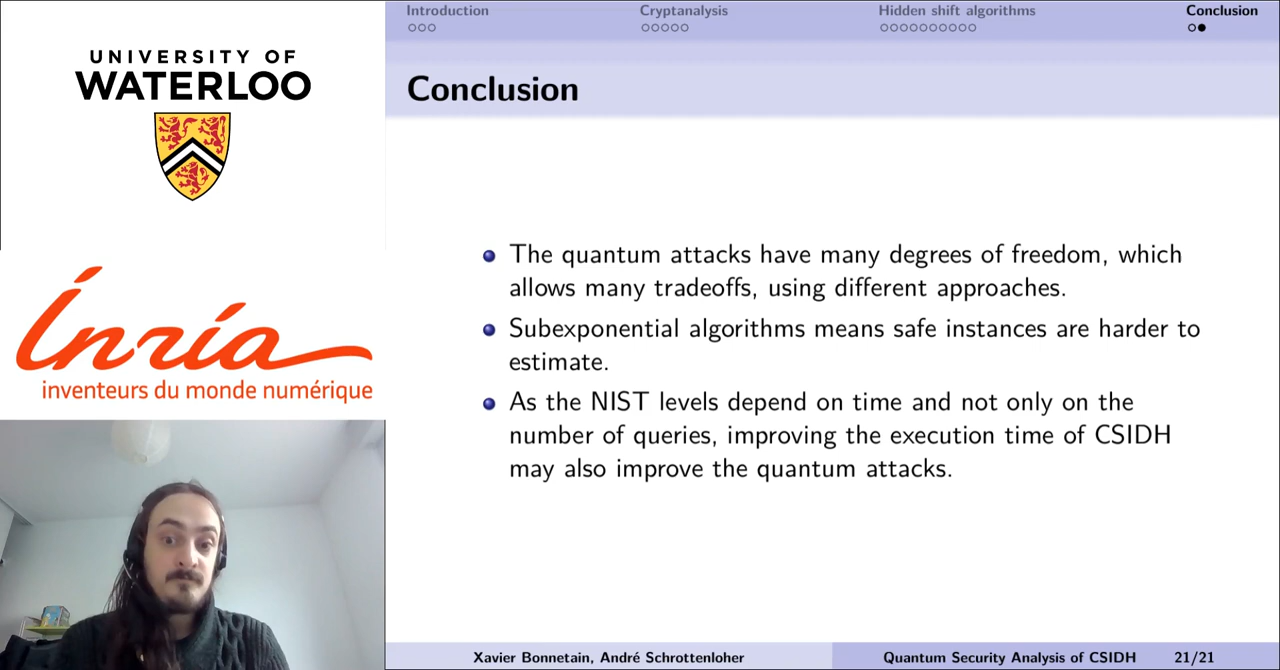 UNIVERSITY OF
WATERLOO
Inria
inventeurs du monde numérique
Introduction
Cryptanalysis
Hidden shift algorithms
Conclusion
Conclusion
The quantum attacks have many degrees of freedom, which
allows many tradeoffs, using different approaches.
Subexponential algorithms means safe instances are harder to
estimate.
As the NIST levels depend on time and not only on the
number of queries, improving the execution time of CSIDH
may also improve the quantum attacks.
Xavier Bonnetain, André Schrottenloher
Quantum Security Analysis of CSIDH
21/21